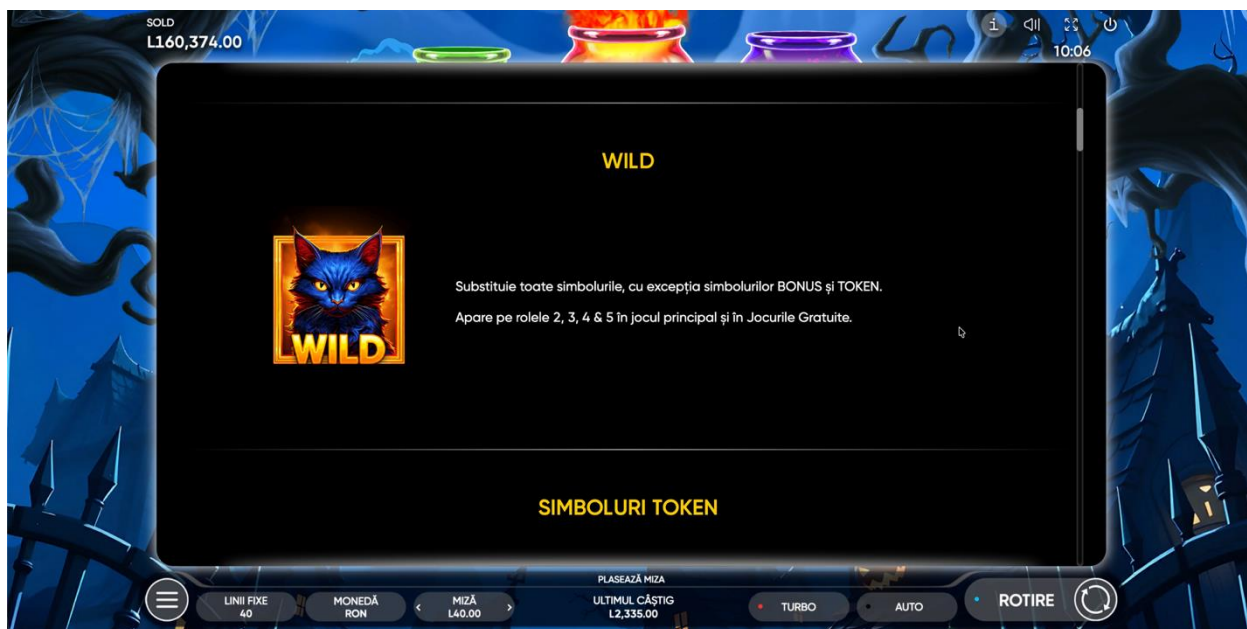 SOLD
L160,374.00
10:06
WILD
WILD
Substituie toate simbolurile, cu excepția simbolurilor BONUS și TOKEN.
Apare pe rolele 2, 3, 4 & 5 în jocul principal și în Jocurile Gratuite.
SIMBOLURI TOKEN
PLASEAZĂ MIZA
LINII FIXE
40
MONEDĂ
RON
‹ MIZĂ ›
L40.00
ULTIMUL CÂȘTIG
L2,335.00
TURBO
AUTO
ROTIRE